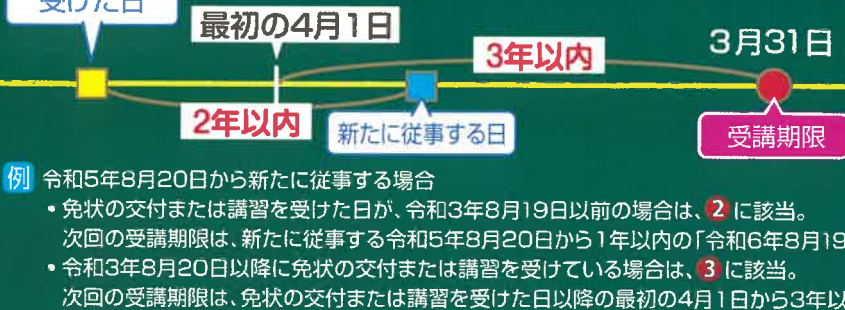 受けた日
最初の4月1日
3年以内
3月31日
2年以内
新たに従事する日
受講期限
例 令和5年8月20日から新たに従事する場合
• 免状の交付または講習を受けた日が、令和3年8月19日以前の場合は、2に該当。
次回の受講期限は、新たに従事する令和5年8月20日から1年以内の「令和6年8月19
• 令和3年8月20日以降に免状の交付または講習を受けている場合は、3に該当。
次回の受講期限は、免状の交付または講習を受けた日以降の最初の4月1日から3年以